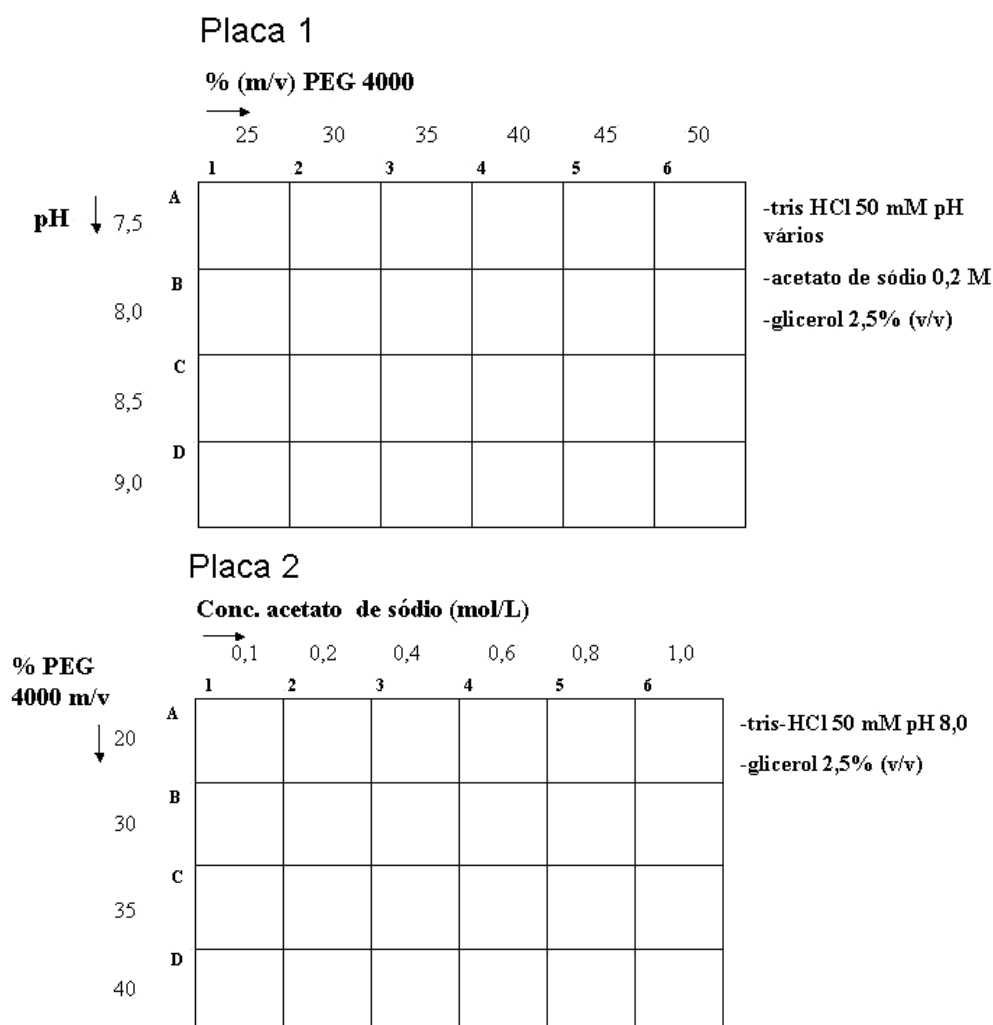 Placa 1
% (m/v) PEG 4000
25 30 35 40 45 50
1 2 3 4 5 6
A
pH 7,5
-tris HCl 50 mM pH
vários
B
-acetato de sódio 0,2 M
8,0
-glicerol 2,5% (v/v)
C
8,5
D
9,0
Placa 2
Conc. acetato de sódio (mol/L)
0,1 0,2 0,4 0,6 0,8 1,0
% PEG
4000 m/v
1 2 3 4 5 6
A
20
-tris-HCl 50 mM pH 8,0
-glicerol 2,5% (v/v)
B
30
C
35
D
40